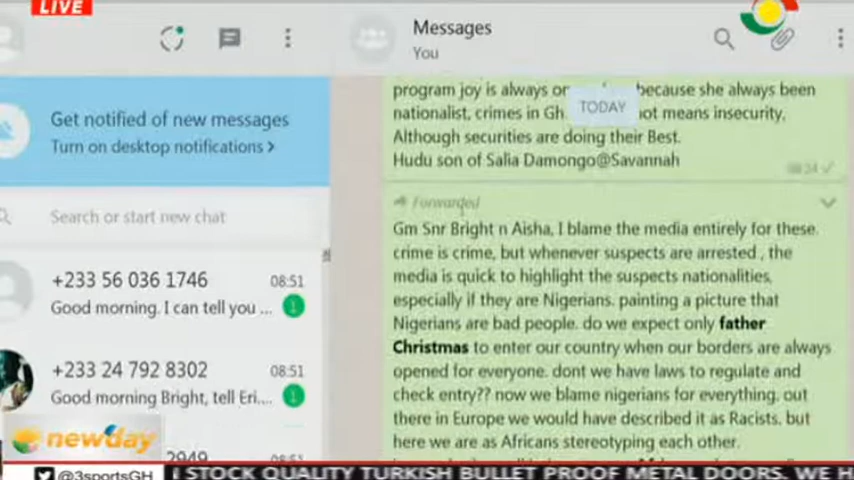 LIVE
Messages
You
Get notified of new messages
Turn on desktop notifications >
Search or start new chat
+233 56 036 1746
08:51
Good morning. I can tell you ...
1
+233 24 792 8302
08:51
Good morning Bright, tell Eri....
1
2949
08:51
program joy is always because she always been
TODAY
nationalist, crimes in Gh not means insecurity,
Although securities are doing their Best.
Hudu son of Salia Damongo@Savannah
Forwarded
Gm Snr Bright n Aisha, I blame the media entirely for these
crime is crime, but whenever suspects are arrested , the
media is quick to highlight the suspects nationalities
especially if they are Nigerians. painting a picture that
Nigerians are bad people. do we expect only father
Christmas to enter our country when our borders are always
opened for everyone. dont we have laws to regulate and
check entry?? now we blame nigerians for everything. out
there in Europe we would have described it as Racists. but
here we are as Africans stereotyping each other.
newday
@3sportsGH
STOCK QUALITY TURKISH BULLET PROOF METAL DOORS. WE H